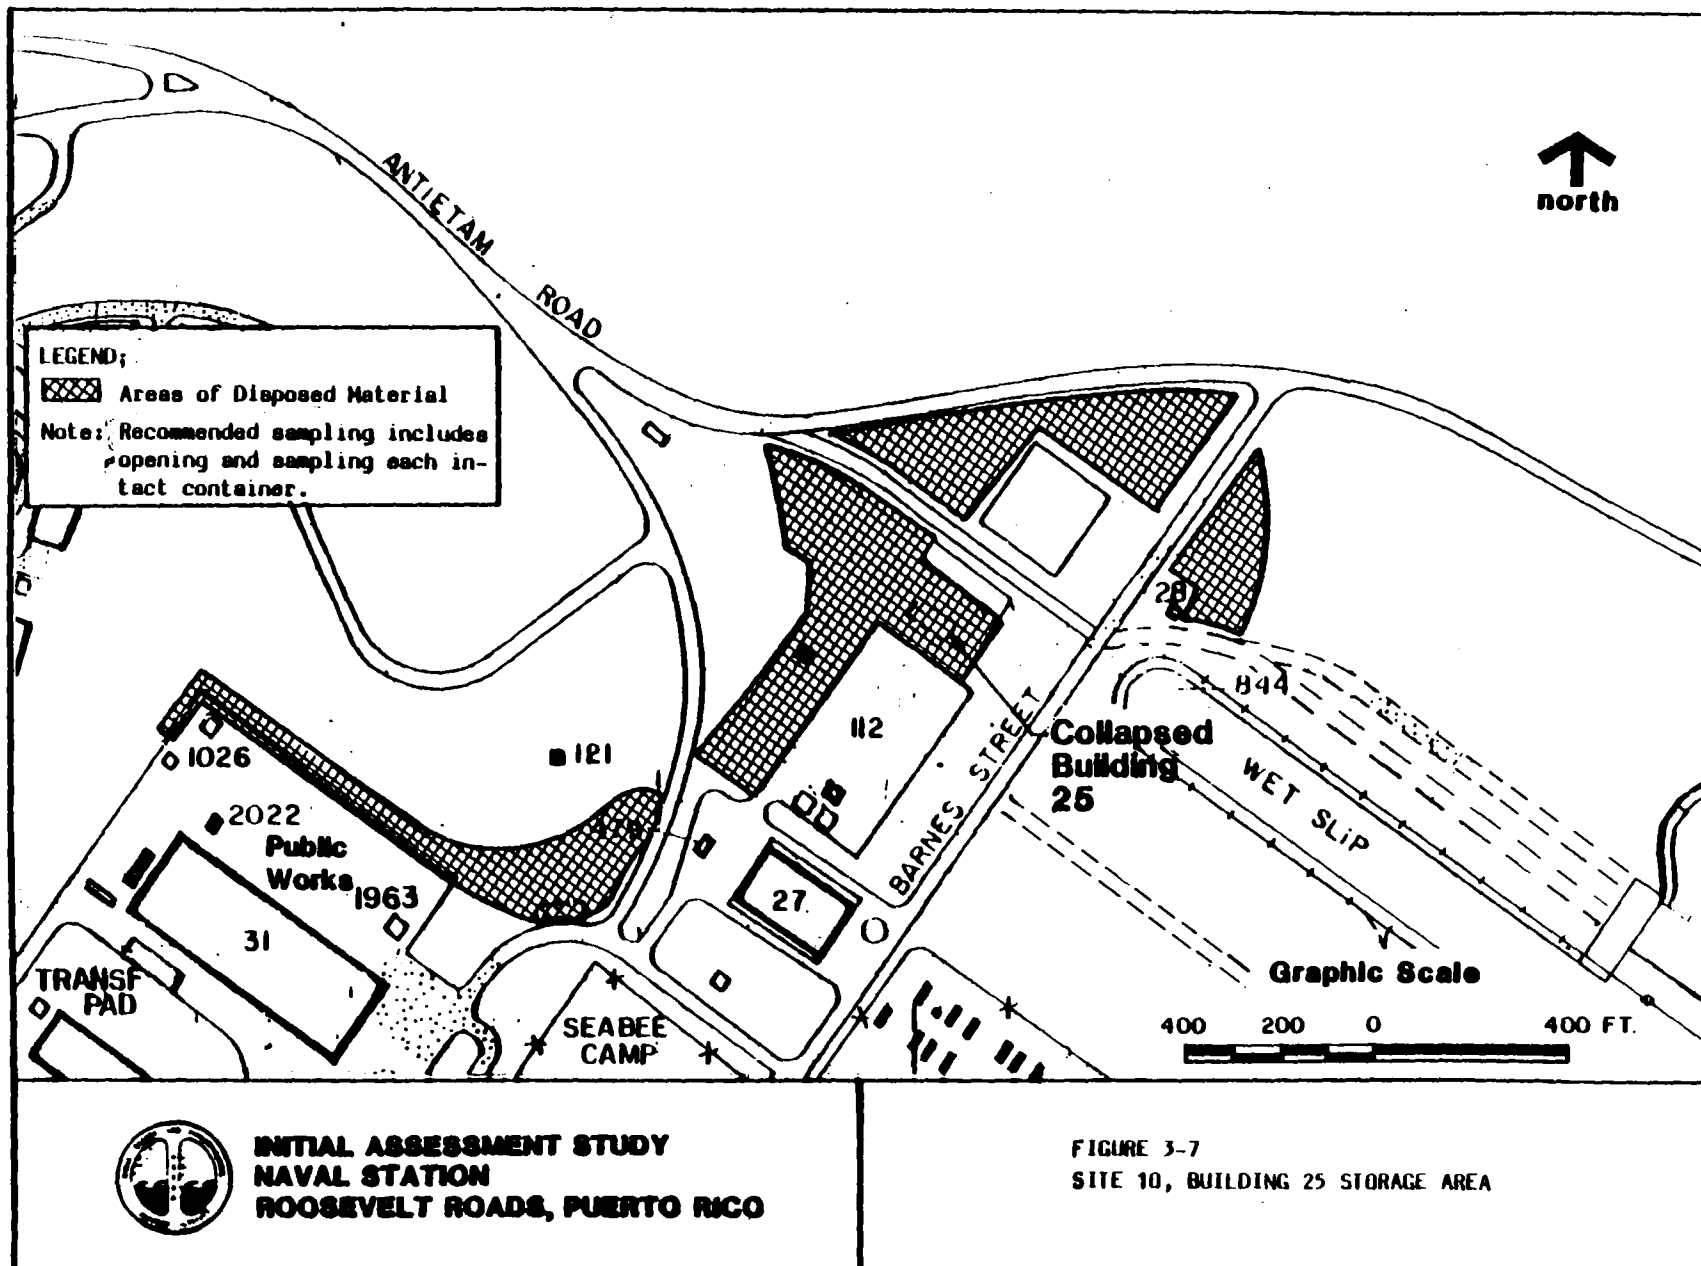 ANTIETAM ROAD
north
LEGEND;
Areas of Disposed Material
Note: Recommended sampling includes
opening and sampling each in-
tact container.
28
844
112
Collapsed
Building
25
WET SLIP
BARNES STREET
1026
121
2022
Public
Works
1963
27
31
TRANSF
PAD
SEABEE
CAMP
Graphic Scale
400 200 0 400 FT.
INITIAL ASSESSMENT STUDY
NAVAL STATION
ROOSEVELT ROADS, PUERTO RICO
FIGURE 3-7
SITE 10, BUILDING 25 STORAGE AREA